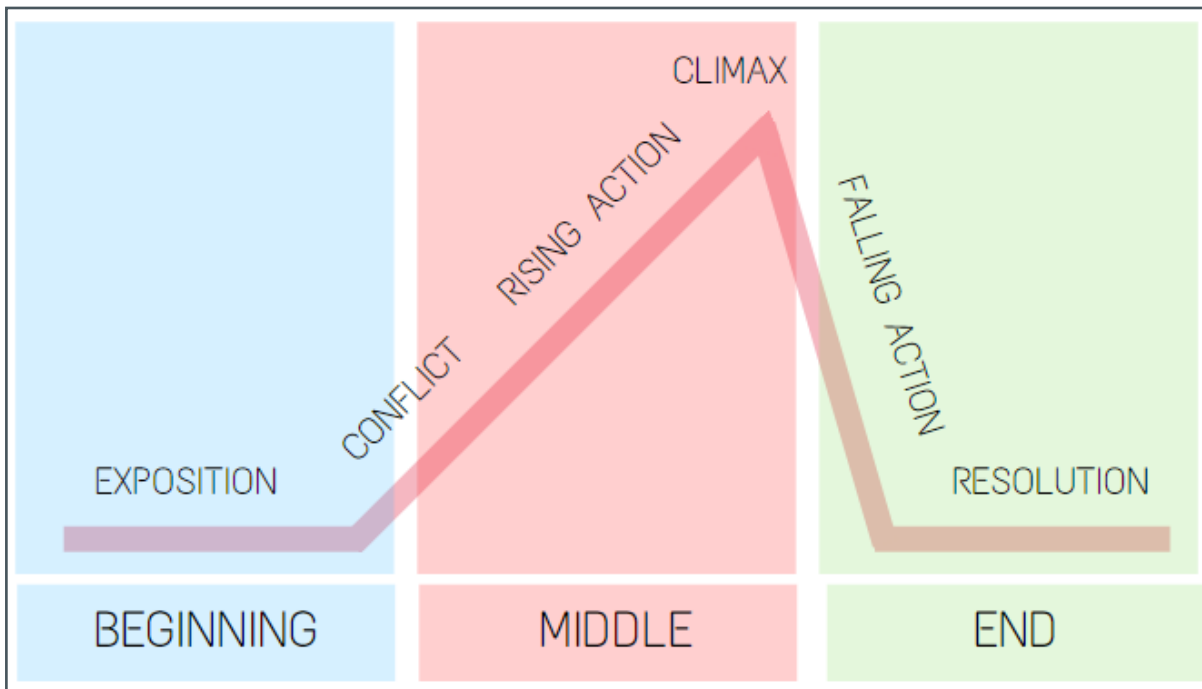 CLIMAX
RISING ACTION
CONFLICT
FALLING ACTION
EXPOSITION
RESOLUTION
BEGINNING
MIDDLE
END